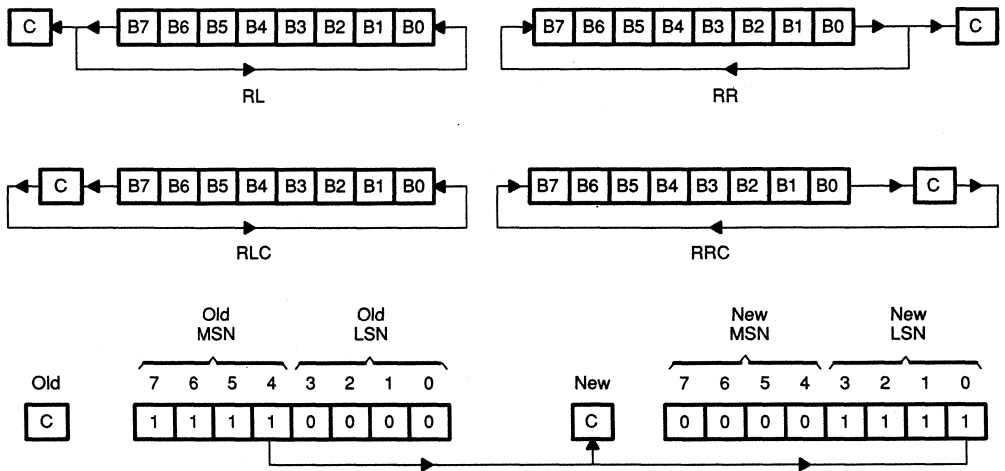 C B7 B6 B5 B4 B3 B2 B1 B0
RL
B7 B6 B5 B4 B3 B2 B1 B0 C
RR
C B7 B6 B5 B4 B3 B2 B1 B0
RLC
B7 B6 B5 B4 B3 B2 B1 B0 C
RRC
Old
MSN
Old
LSN
New
MSN
New
LSN
Old
7 6 5 4 3 2 1 0
New
7 6 5 4 3 2 1 0
C
1 1 1 1 0 0 0 0
C
0 0 0 0 1 1 1 1